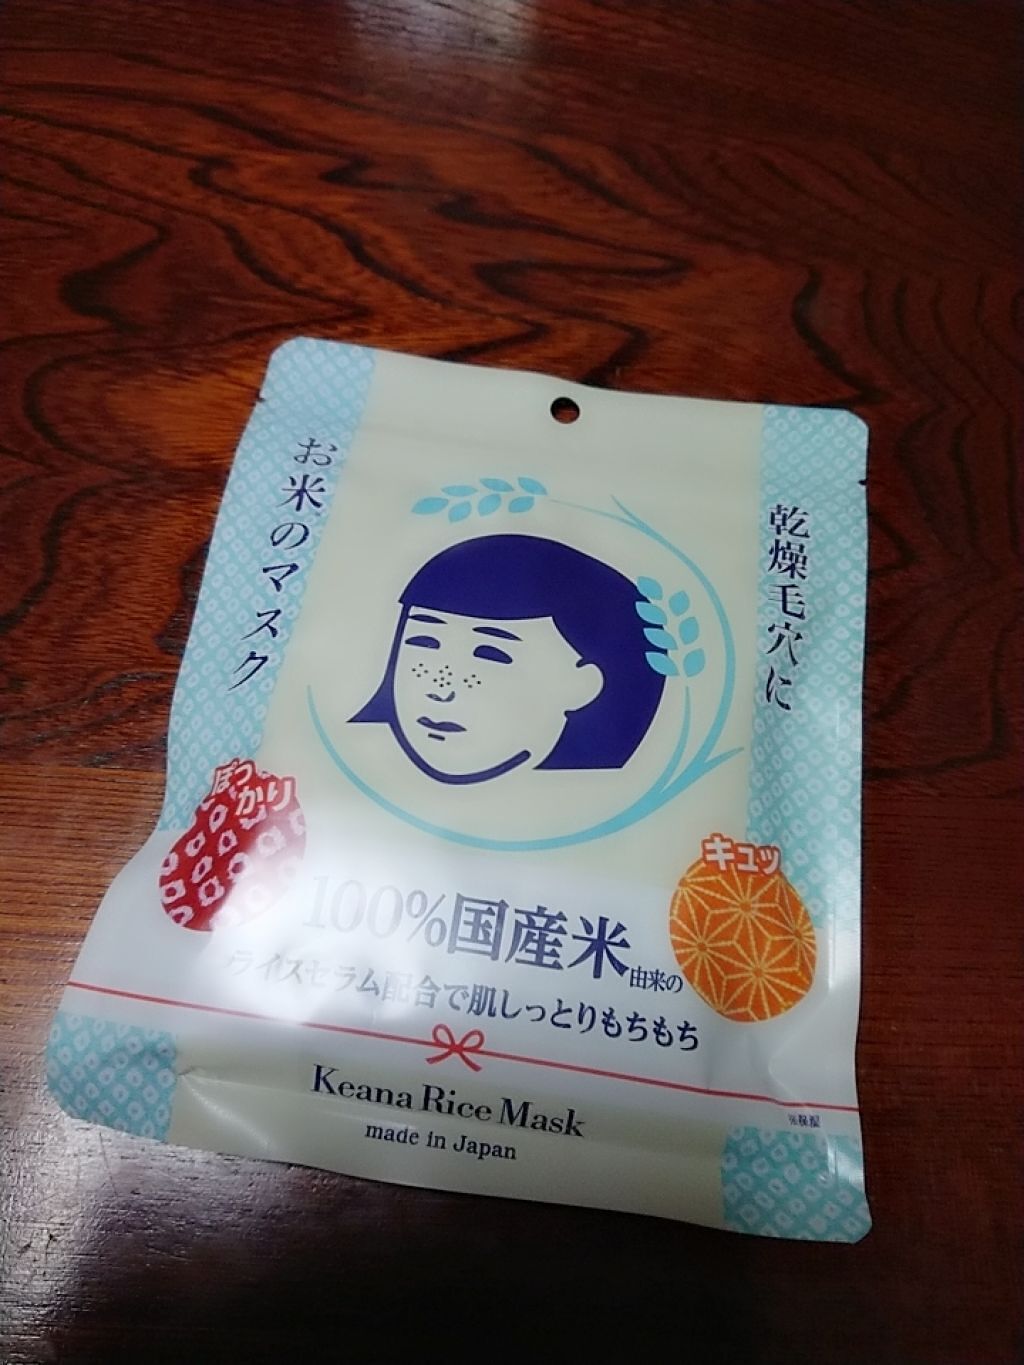 乾燥毛穴に
お米のマスク
ぽっかり
キュッ
100%国産米由来の
ライスセラム配合で肌しっとりもちもち
Keana Rice Mask
made in Japan